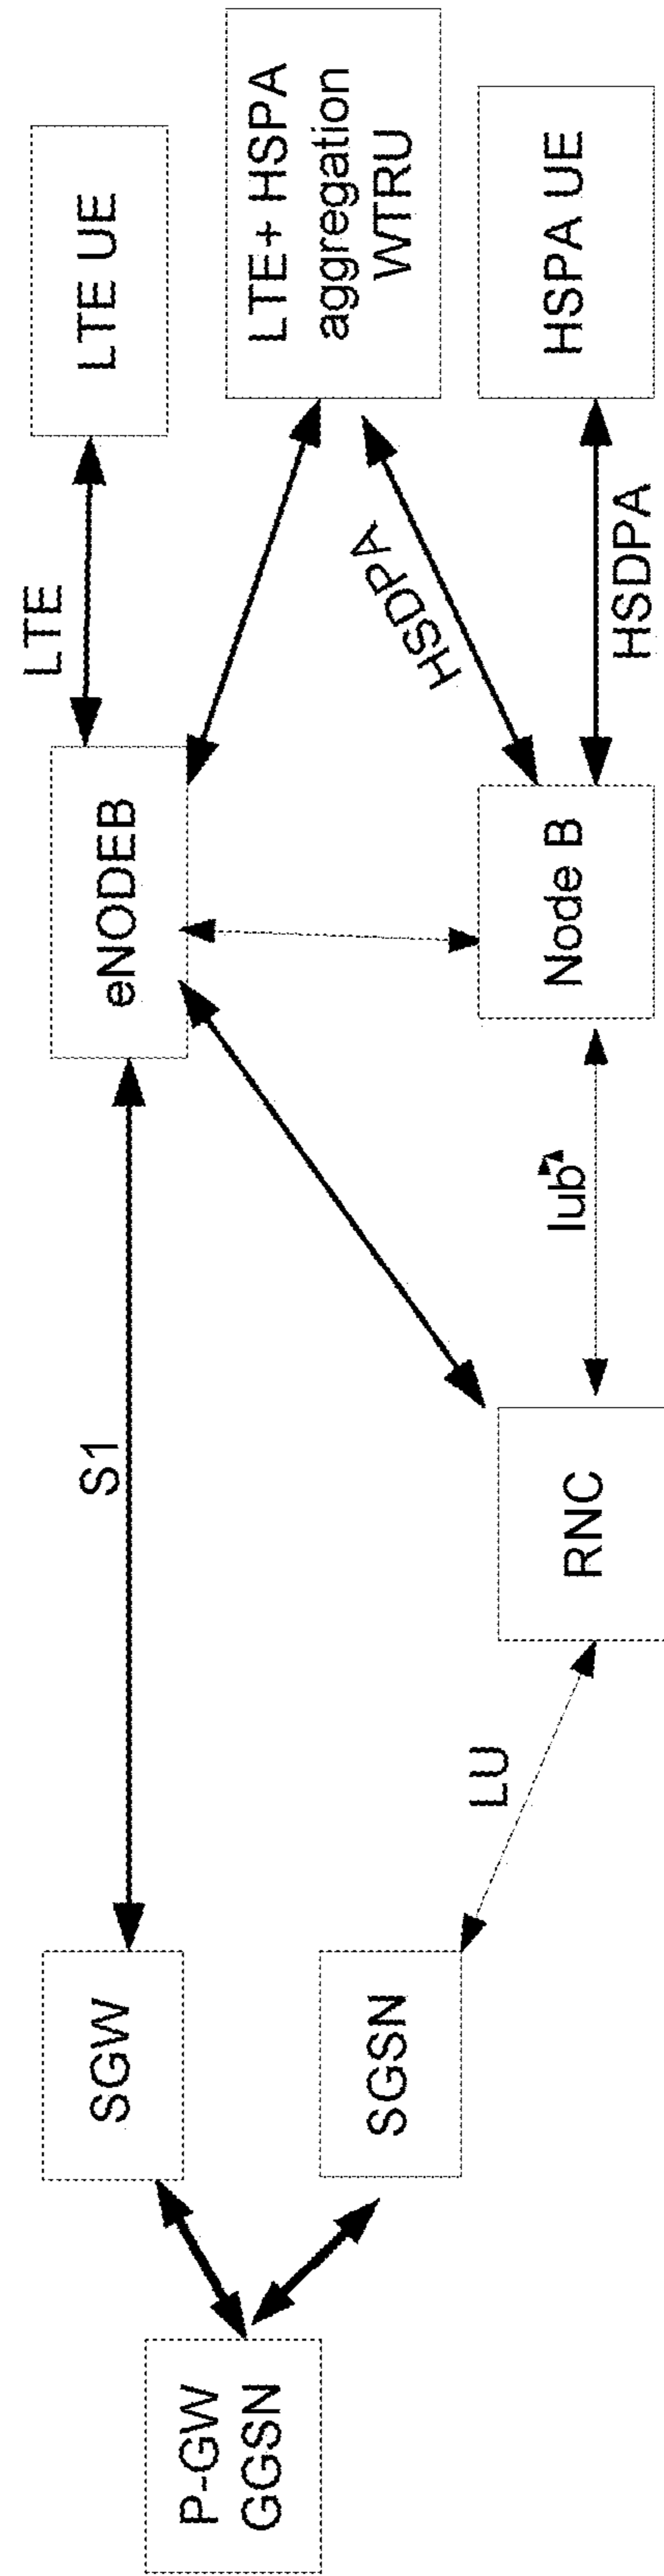 P-GW
GGSN
SGW
SGSN
S1
LU
RNC
Iub
eNODEB
Node B
LTE
HSDPA
HSDPA
LTE UE
LTE+ HSPA
aggregation
WTRU
HSPA UE